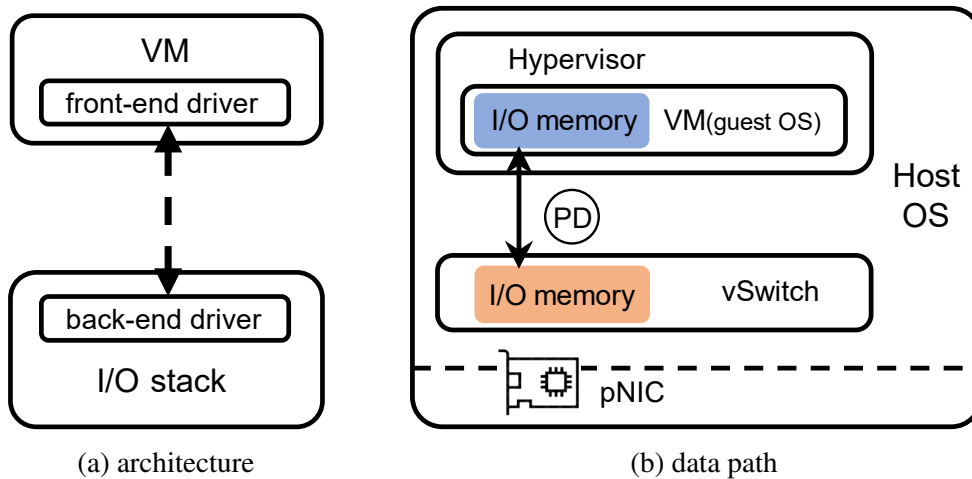 VM
front-end driver
back-end driver
I/O stack
(a) architecture
Hypervisor
I/O memory
VM(guest OS)
PD
Host
OS
I/O memory
vSwitch
pNIC
(b) data path